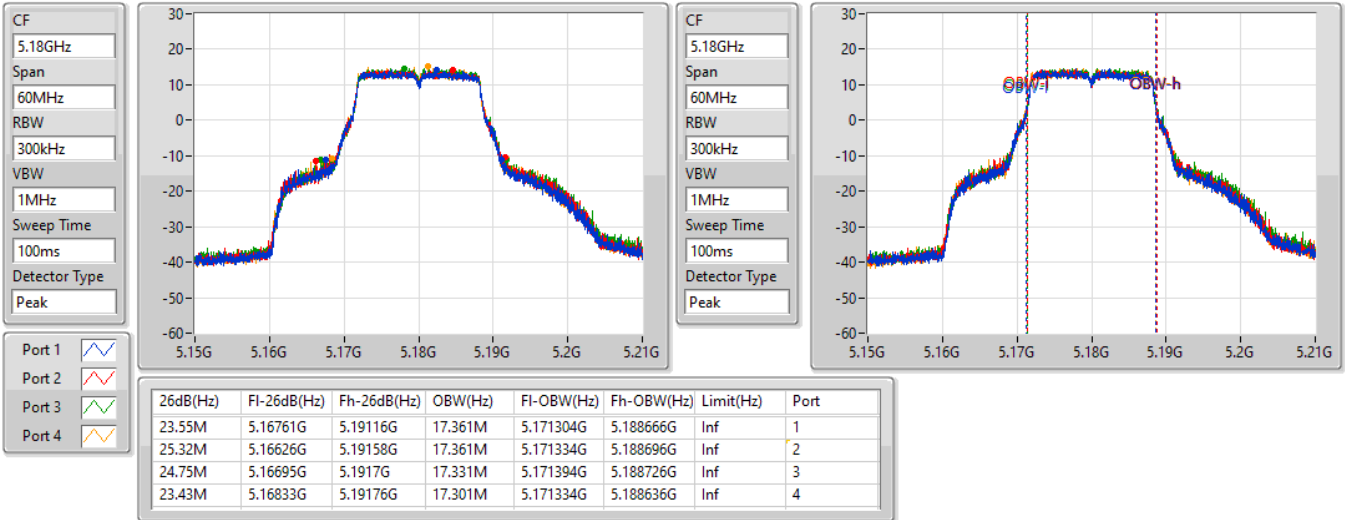 CF
5.18GHz
Span
60MHz
RBW
300kHz
VBW
1MHz
Sweep Time
100ms
Detector Type
Peak
30
20
10
0
-10
-20
-30
-40
-50
-60
5.15G 5.16G 5.17G 5.18G 5.19G 5.2G 5.21G
CF
5.18GHz
Span
60MHz
RBW
300kHz
VBW
1MHz
Sweep Time
100ms
Detector Type
Peak
30
20
10
0
-10
-20
-30
-40
-50
-60
OBW-l OBW-h
5.15G 5.16G 5.17G 5.18G 5.19G 5.2G 5.21G
Port 1
Port 2
Port 3
Port 4
26dB(Hz) Fl-26dB(Hz) Fh-26dB(Hz) OBW(Hz) Fl-OBW(Hz) Fh-OBW(Hz) Limit(Hz) Port
23.55M 5.16761G 5.19116G 17.361M 5.171304G 5.188666G Inf 1
25.32M 5.16626G 5.19158G 17.361M 5.171334G 5.188696G Inf 2
24.75M 5.16695G 5.1917G 17.331M 5.171394G 5.188726G Inf 3
23.43M 5.16833G 5.19176G 17.301M 5.171334G 5.188636G Inf 4